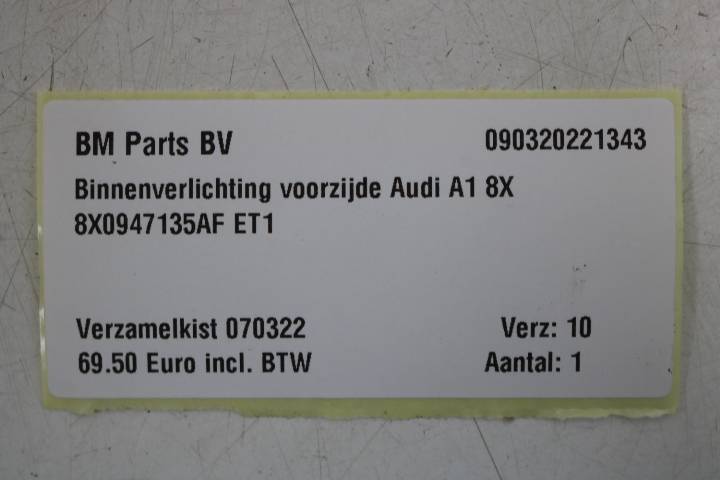 BM Parts BV 090320221343
Binnenverlichting voorzijde Audi A1 8X
8X0947135AF ET1
Verzamelkist 070322 Verz: 10
69.50 Euro incl. BTW Aantal: 1